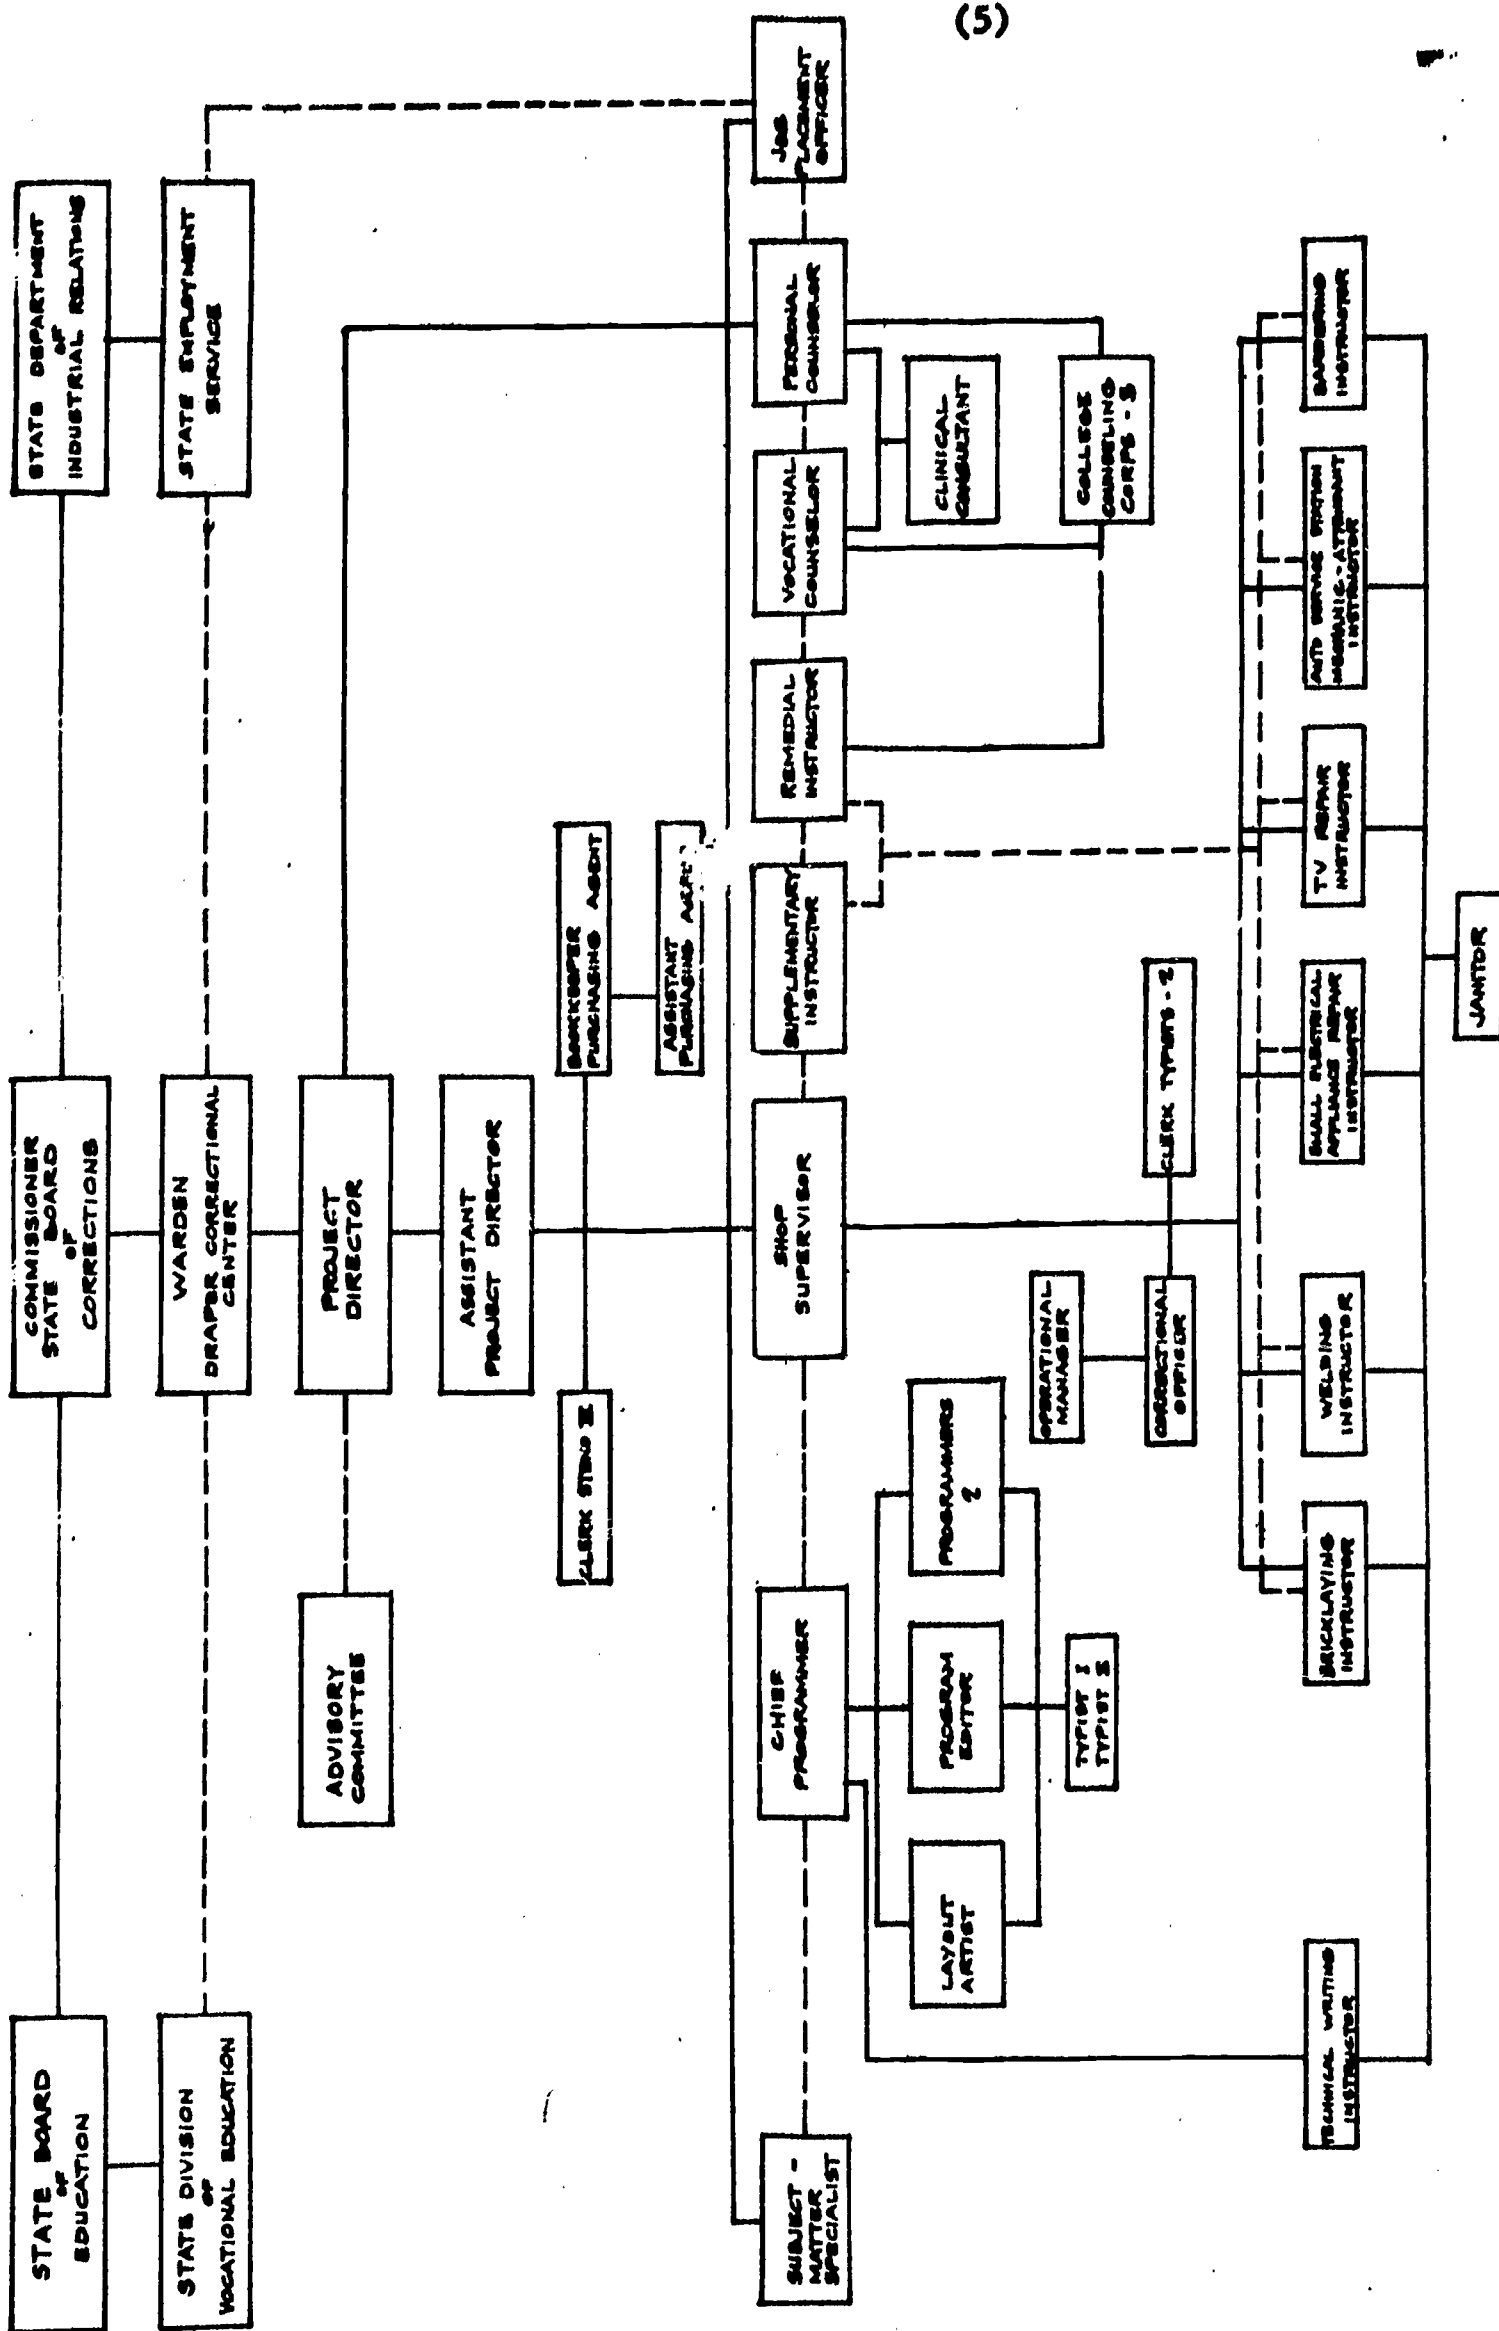 (5)
STATE BOARD
OF
EDUCATION
COMMISSIONER
STATE BOARD
OF
CORRECTIONS
STATE DEPARTMENT
OF
INDUSTRIAL RELATIONS
STATE DIVISION
OF
VOCATIONAL EDUCATION
WARDEN
DRAPER CORRECTIONAL
CENTER
STATE EMPLOYMENT
SERVICE
ADVISORY
COMMITTEE
PROJECT
DIRECTOR
ASSISTANT
PROJECT DIRECTOR
CLERK STENO II
BOOKKEEPER
PURCHASING AGENT
ASSISTANT
PURCHASING AGENT
SUBJECT -
MATTER
SPECIALIST
CHIEF
PROGRAMMER
SHOP
SUPERVISOR
SUPPLEMENTARY
INSTRUCTOR
REMEDIAL
INSTRUCTOR
VOCATIONAL
COUNSELOR
PERSONAL
COUNSELOR
JOB
PLACEMENT
OFFICER
LAYOUT
ARTIST
PROGRAM
EDITOR
PROGRAMMERS
2
CLINICAL
CONSULTANT
TYPIST I
TYPIST II
OPERATIONAL
MANAGER
COLLEGE
COUNSELING
CORPS - 5
CORRECTIONAL
OFFICER
CLERK TYPISTS - 2
TECHNICAL WRITING
INSTRUCTOR
BRICKLAYING
INSTRUCTOR
WELDING
INSTRUCTOR
SMALL ELECTRICAL
APPLIANCE REPAIR
INSTRUCTOR
TV REPAIR
INSTRUCTOR
AUTO SERVICE STATION
MECHANIC - ATTENDANT
INSTRUCTOR
BARBERING
INSTRUCTOR
JANITOR